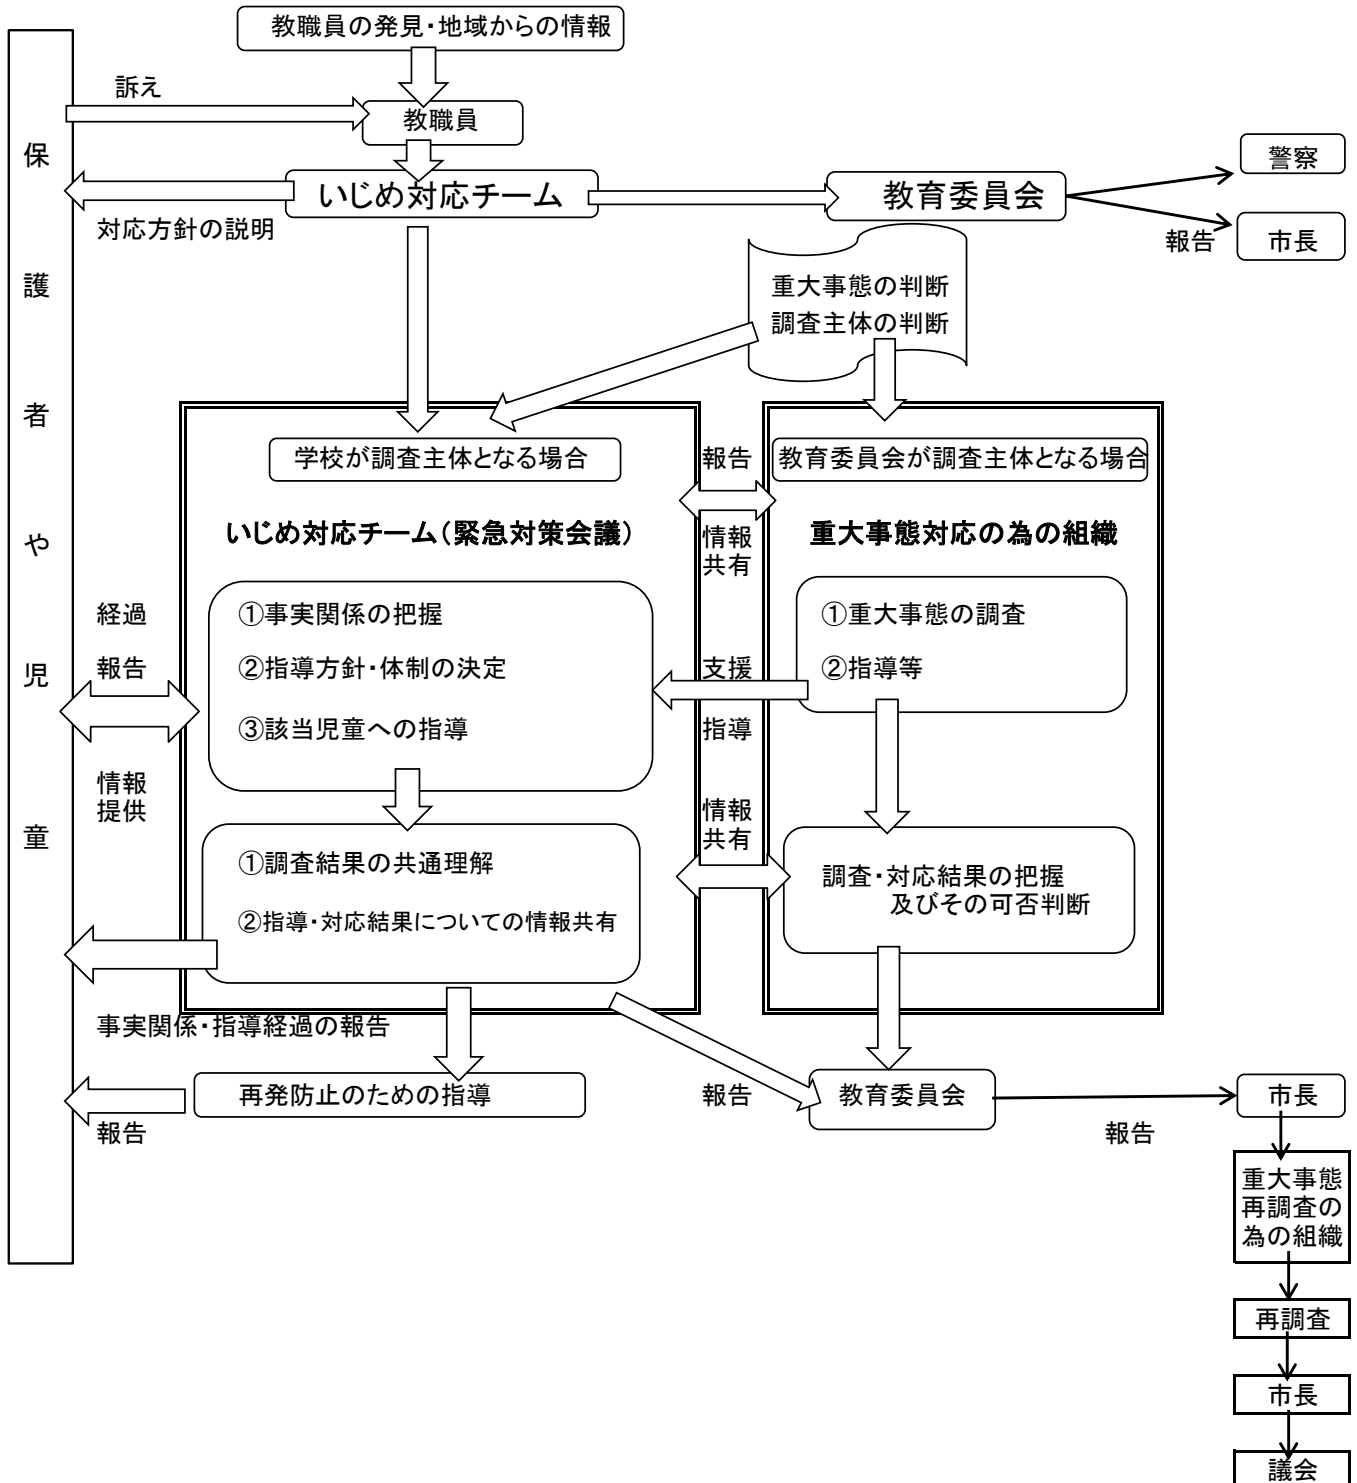 教職員の発見・地域からの情報
訴え
教職員
保護者や児童
いじめ対応チーム
教育委員会
警察
対応方針の説明
報告
市長
重大事態の判断
調査主体の判断
学校が調査主体となる場合
報告
教育委員会が調査主体となる場合
いじめ対応チーム（緊急対策会議）
情報
共有
重大事態対応の為の組織
経過
報告
①事実関係の把握
②指導方針・体制の決定
③該当児童への指導
支援
指導
①重大事態の調査
②指導等
情報
提供
情報
共有
①調査結果の共通理解
②指導・対応結果についての情報共有
調査・対応結果の把握
及びその可否判断
事実関係・指導経過の報告
再発防止のための指導
報告
報告
教育委員会
報告
市長
重大事態
再調査の
為の組織
再調査
市長
議会